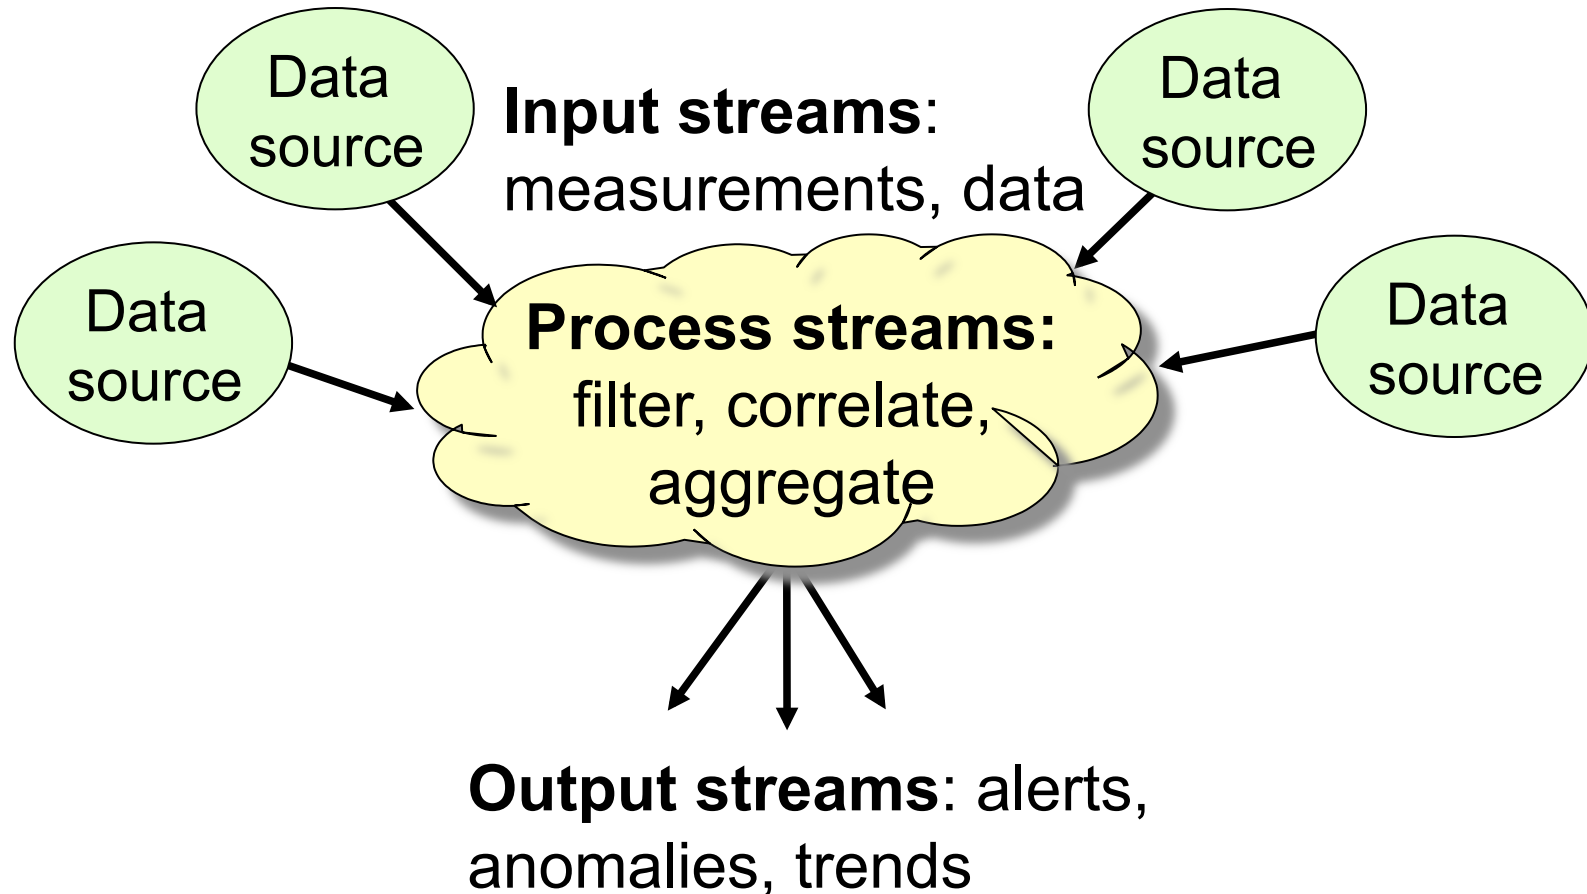 Data
source
Input streams:
measurements, data
Data
source
Data
source
Process streams:
filter, correlate,
aggregate
Data
source
Output streams: alerts,
anomalies, trends